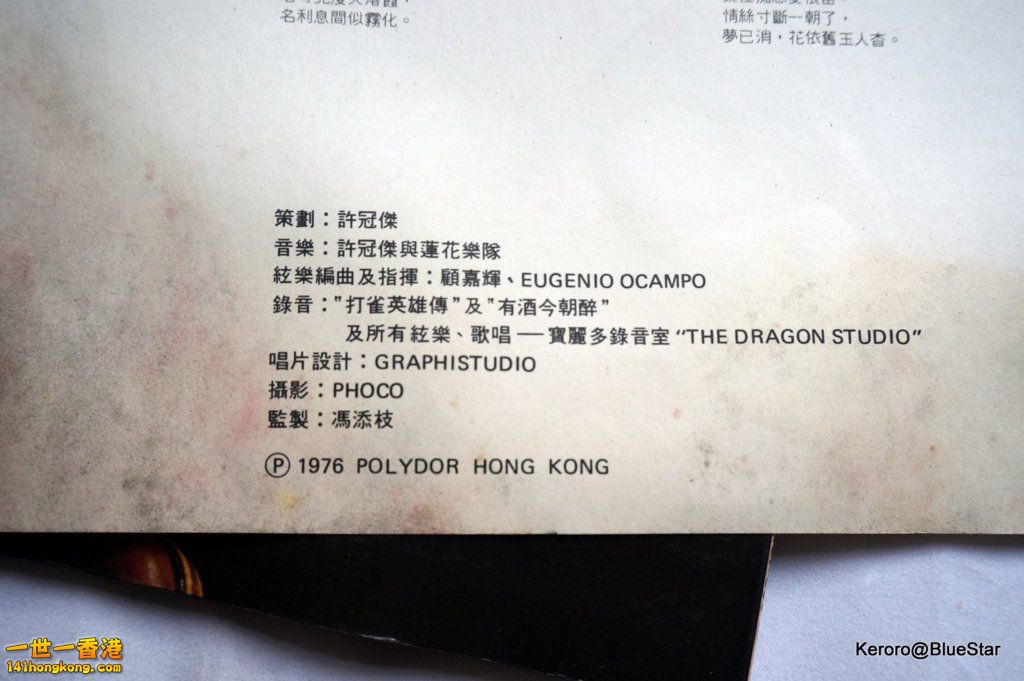 名利息間似霧化。
情絲寸斷一朝了，
夢已消，花依舊玉人杳。
策劃：許冠傑
音樂：許冠傑與蓮花樂隊
絃樂編曲及指揮：顧嘉輝、EUGENIO OCAMPO
錄音：“打雀英雄傳”及“有酒今朝醉”
及所有絃樂、歌唱——寶麗多錄音室“THE DRAGON STUDIO”
唱片設計：GRAPHISTUDIO
攝影：PHOCO
監製：馮添枝
Ⓟ 1976 POLYDOR HONG KONG
一世一香港
141hongkong.com
Keroro@BlueStar